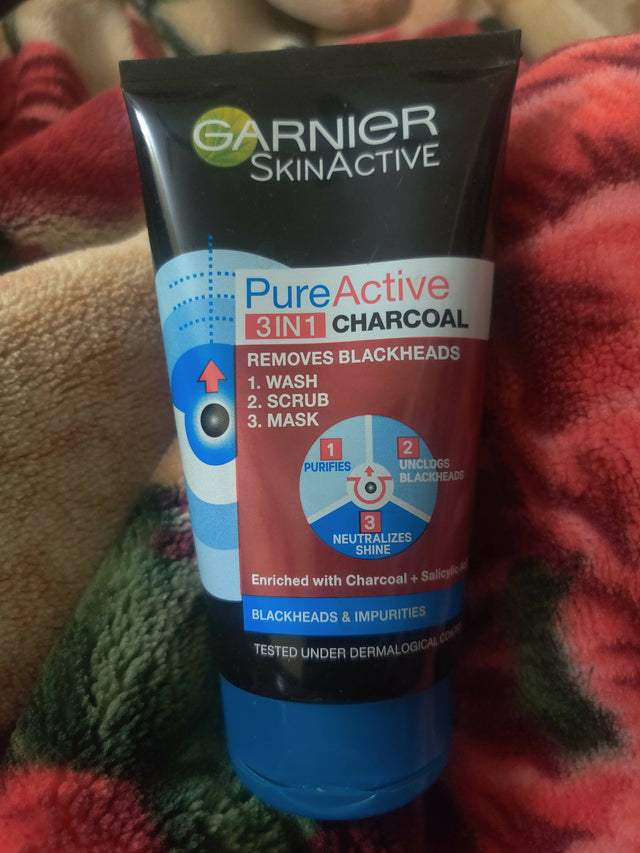 GARNIER
SKINACTIVE
PureActive
3IN1 CHARCOAL
REMOVES BLACKHEADS
1. WASH
2. SCRUB
3. MASK
1
PURIFIES
2
UNCLOGS
BLACKHEADS
3
NEUTRALIZES
SHINE
Enriched with Charcoal + Salicylic
BLACKHEADS & IMPURITIES
TESTED UNDER DERMALOGICAL